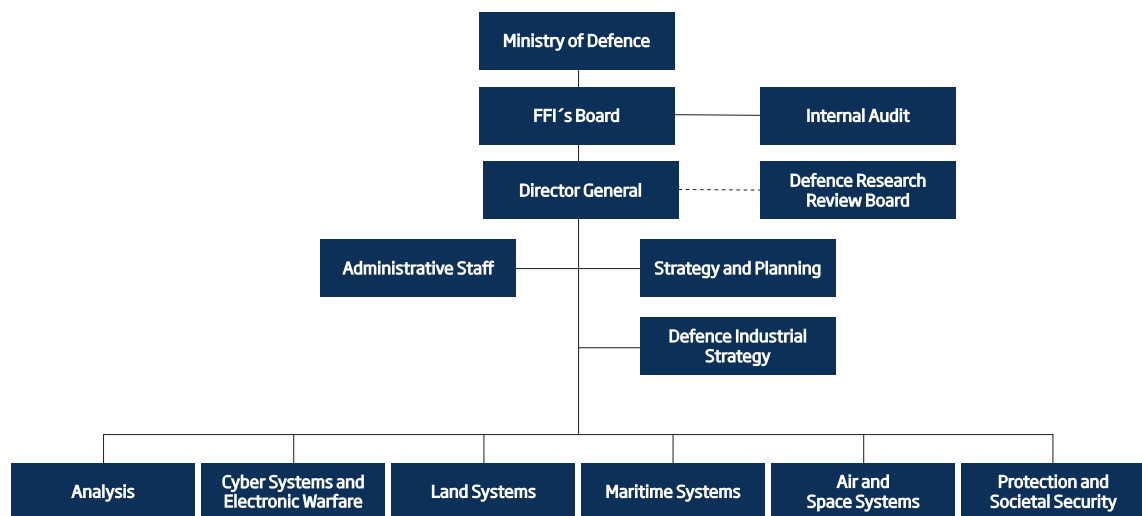 Ministry of Defence
FFI´s Board
Internal Audit
Director General
Defence Research
Review Board
Administrative Staff
Strategy and Planning
Defence Industrial
Strategy
Analysis
Cyber Systems and
Electronic Warfare
Land Systems
Maritime Systems
Air and
Space Systems
Protection and
Societal Security